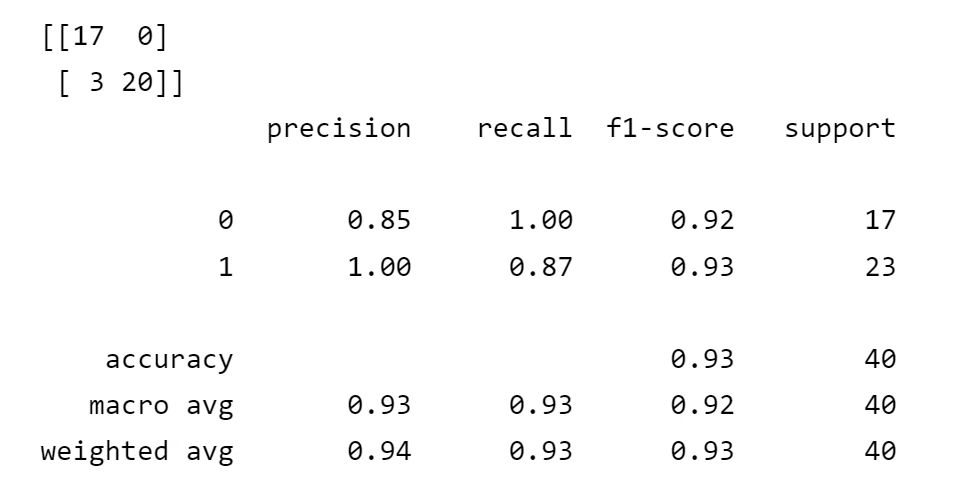 [[17  0]
 [ 3 20]]
              precision    recall  f1-score   support

           0       0.85      1.00      0.92        17
           1       1.00      0.87      0.93        23

    accuracy                           0.93        40
   macro avg       0.93      0.93      0.92        40
weighted avg       0.94      0.93      0.93        40